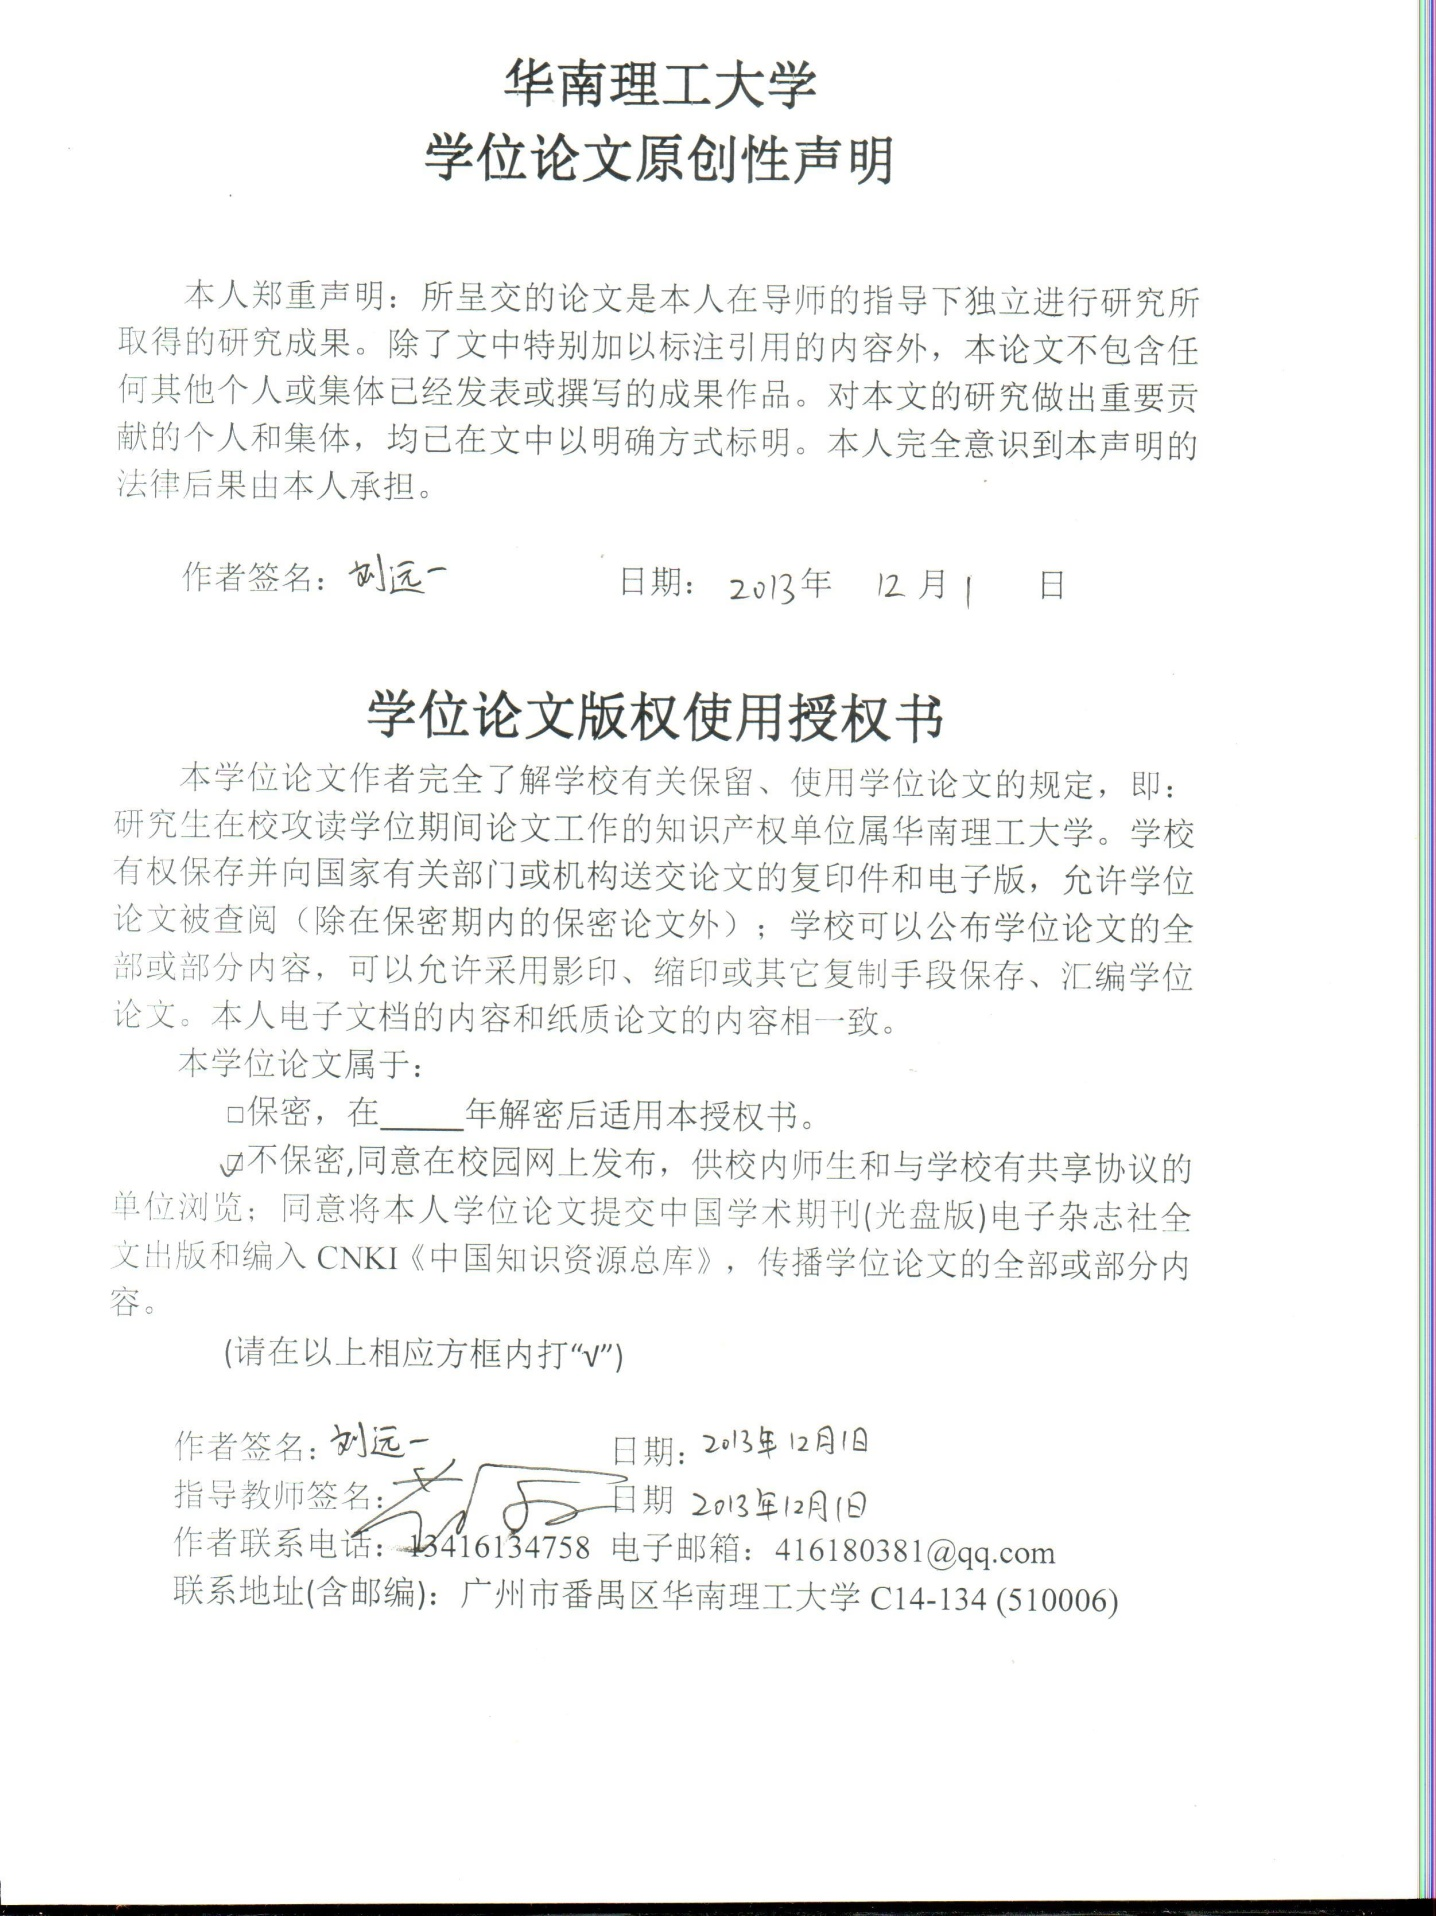 华南理工大学
学位论文原创性声明
本人郑重声明：所呈交的论文是本人在导师的指导下独立进行研究所
取得的研究成果。除了文中特别加以标注引用的内容外，本论文不包含任
何其他个人或集体已经发表或撰写的成果作品。对本文的研究做出重要贡
献的个人和集体，均已在文中以明确方式标明。本人完全意识到本声明的
法律后果由本人承担。
作者签名：刘远一 日期： 2013年 12月1 日
学位论文版权使用授权书
本学位论文作者完全了解学校有关保留、使用学位论文的规定，即：
研究生在校攻读学位期间论文工作的知识产权单位属华南理工大学。学校
有权保存并向国家有关部门或机构送交论文的复印件和电子版，允许学位
论文被查阅（除在保密期内的保密论文外）；学校可以公布学位论文的全
部或部分内容，可以允许采用影印、缩印或其它复制手段保存、汇编学位
论文。本人电子文档的内容和纸质论文的内容相一致。
本学位论文属于：
□保密，在_____年解密后适用本授权书。
☑不保密,同意在校园网上发布，供校内师生和与学校有共享协议的
单位浏览；同意将本人学位论文提交中国学术期刊(光盘版)电子杂志社全
文出版和编入 CNKI《中国知识资源总库》，传播学位论文的全部或部分内
容。
(请在以上相应方框内打“√”)
作者签名：刘远一 日期：2013年12月1日
指导教师签名： 日期 2013年12月1日
作者联系电话： 13416134758 电子邮箱：416180381@qq.com
联系地址(含邮编)：广州市番禺区华南理工大学 C14-134 (510006)